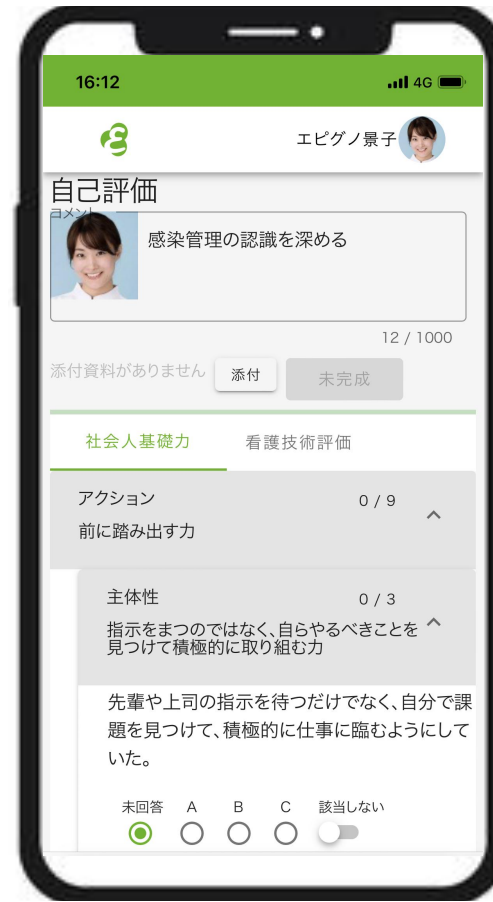 16:12 4G
エピグノ景子
自己評価
コメント
感染管理の認識を深める
12 / 1000
添付資料がありません 添付 未完成
社会人基礎力 看護技術評価
アクション 0 / 9
前に踏み出す力
主体性 0 / 3
指示をまつのではなく、自らやるべきことを
見つけて積極的に取り組む力
先輩や上司の指示を待つだけでなく、自分で課
題を見つけて、積極的に仕事に臨むようにして
いた。
未回答 A B C 該当しない